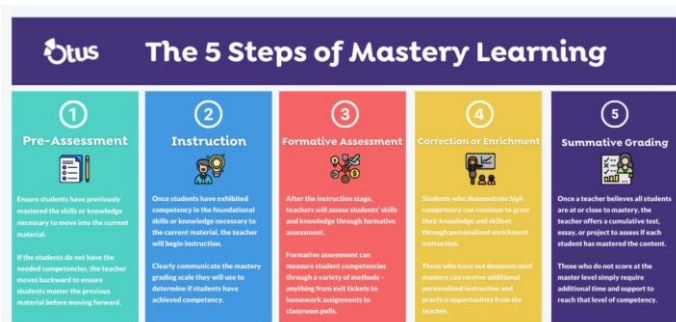 Otus
The 5 Steps of Mastery Learning
1
Pre-Assessment
Ensure students have previously
mastered the skills or knowledge
necessary to move into the current
material.
If the students do not have the
needed competencies, the teacher
moves backward to ensure
students master the previous
material before moving forward.
2
Instruction
Once students have exhibited
competency in the foundational
skills or knowledge necessary to
the current material, the teacher
will begin instruction.
Clearly communicate the mastery
grading scale they will use to
determine if students have
achieved competency.
3
Formative Assessment
After the instruction stage,
teachers will assess students' skills
and knowledge through formative
assessment.
Formative assessment can
measure student competencies
through a variety of methods –
anything from exit tickets to
homework assignments to
classroom polls.
4
Correction or Enrichment
Students who demonstrate high
competency can continue to grow
their knowledge and skillset
through personalized enrichment
instruction.
Those who have not demonstrated
mastery can receive additional
personalized instruction and
practice opportunities from the
teacher.
5
Summative Grading
Once a teacher believes all students
are at or close to mastery, the
teacher offers a cumulative test,
essay, or project to assess if each
student has mastered the content.
Those who do not score at the
master level simply require
additional time and support to
reach that level of competency.